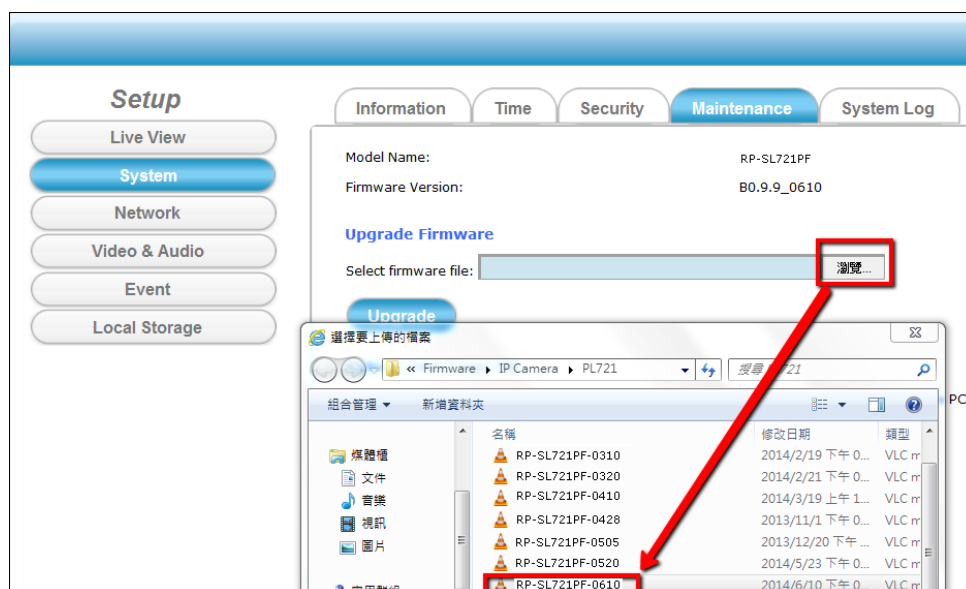 Setup
Live View
System
Network
Video & Audio
Event
Local Storage
Information Time Security Maintenance System Log
Model Name: RP-SL721PF
Firmware Version: B0.9.9_0610
Upgrade Firmware
Select firmware file: 瀏覽...
Upgrade
選擇要上傳的檔案
« Firmware IP Camera PL721
搜尋 721
組合管理 新增資料夾
PC
名稱 修改日期 類型
媒體櫃
文件
音樂
視訊
圖片
RP-SL721PF-0310 2014/2/19 下午 0... VLC m
RP-SL721PF-0320 2014/2/21 下午 0... VLC m
RP-SL721PF-0410 2014/3/19 上午 1... VLC m
RP-SL721PF-0428 2013/11/1 下午 0... VLC m
RP-SL721PF-0505 2013/12/20 下午 ... VLC m
RP-SL721PF-0520 2014/5/23 下午 0... VLC m
RP-SL721PF-0610 2014/6/10 下午 0... VLC m